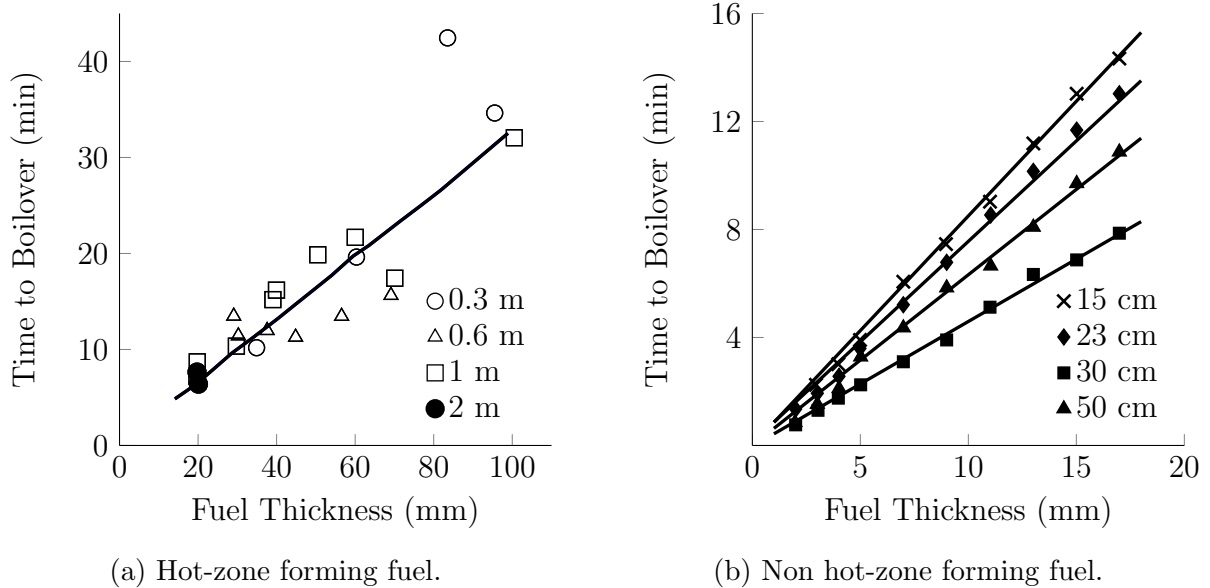 Time to Boilover (min)
40
30
20
10
0
0 20 40 60 80 100
Fuel Thickness (mm)
0.3 m
0.6 m
1 m
2 m
(a) Hot-zone forming fuel.
Time to Boilover (min)
16
12
8
4
0 5 10 15 20
Fuel Thickness (mm)
15 cm
23 cm
30 cm
50 cm
(b) Non hot-zone forming fuel.